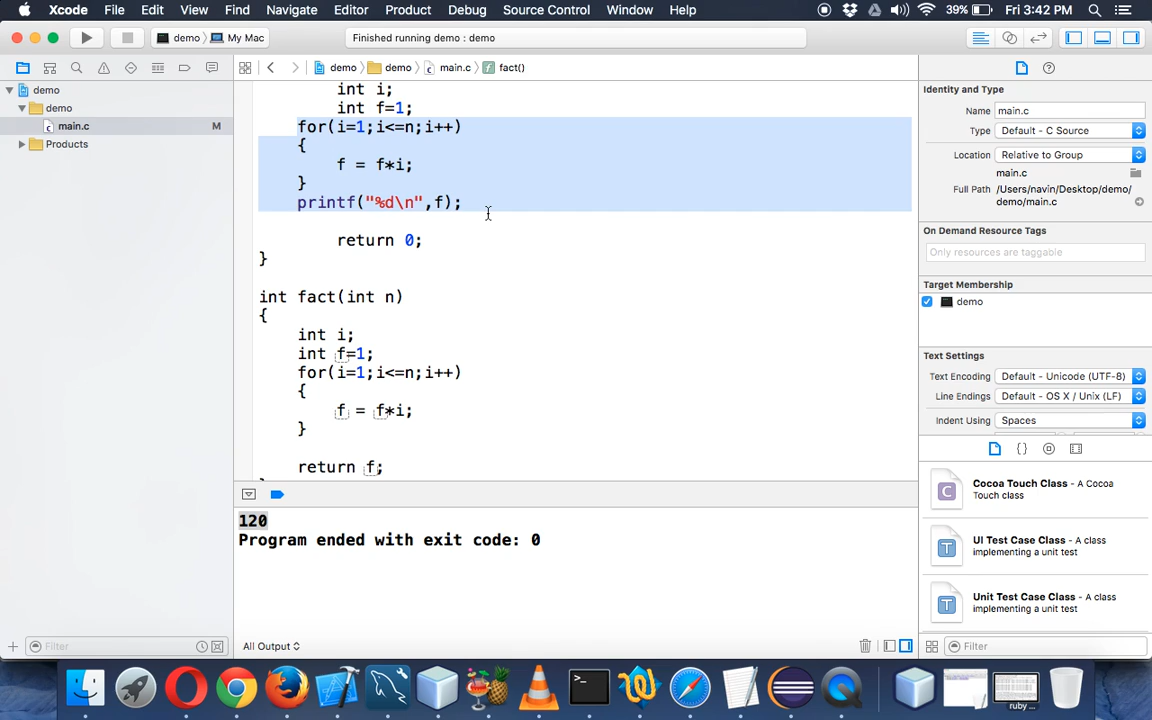 Xcode File Edit View Find Navigate Editor Product Debug Source Control Window Help 39% Fri 3:42 PM
demo My Mac Finished running demo : demo
demo demo main.c fact()
demo
demo
main.c M
Products
int i;
int f=1;
for(i=1;i<=n;i++)
{
f = f*i;
}
printf("%d\n",f);
return 0;
}
int fact(int n)
{
int i;
int f=1;
for(i=1;i<=n;i++)
{
f = f*i;
}
return f;
Identity and Type
Name main.c
Type Default - C Source
Location Relative to Group
main.c
Full Path /Users/navin/Desktop/demo/
demo/main.c
On Demand Resource Tags
Only resources are taggable
Target Membership
demo
Text Settings
Text Encoding Default - Unicode (UTF-8)
Line Endings Default - OS X / Unix (LF)
Indent Using Spaces
Cocoa Touch Class - A Cocoa
Touch class
UI Test Case Class - A class
implementing a unit test
Unit Test Case Class - A class
implementing a unit test
120
Program ended with exit code: 0
Filter
All Output
Filter
ruby ...